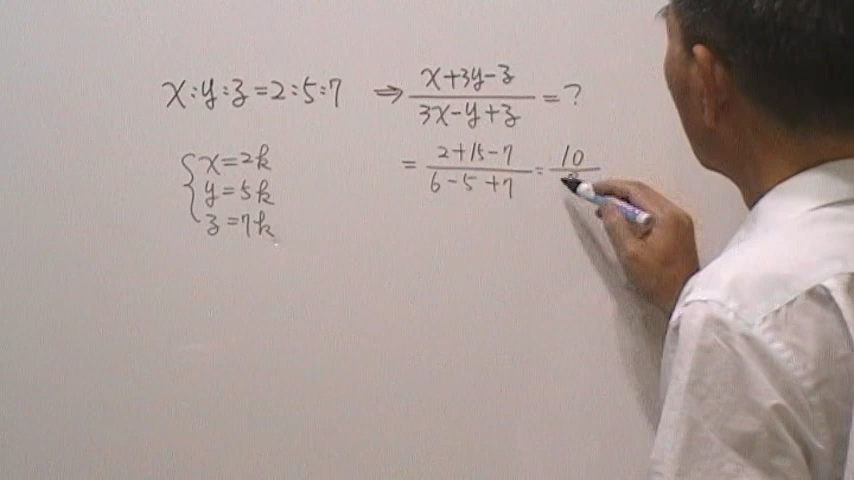 x:y:z=2:5:7 ⇒ (x+3y-z)/(3x-y+z) = ?
{x=2k
y=5k
z=7k
= (2+15-7)/(6-5+7) = 10/